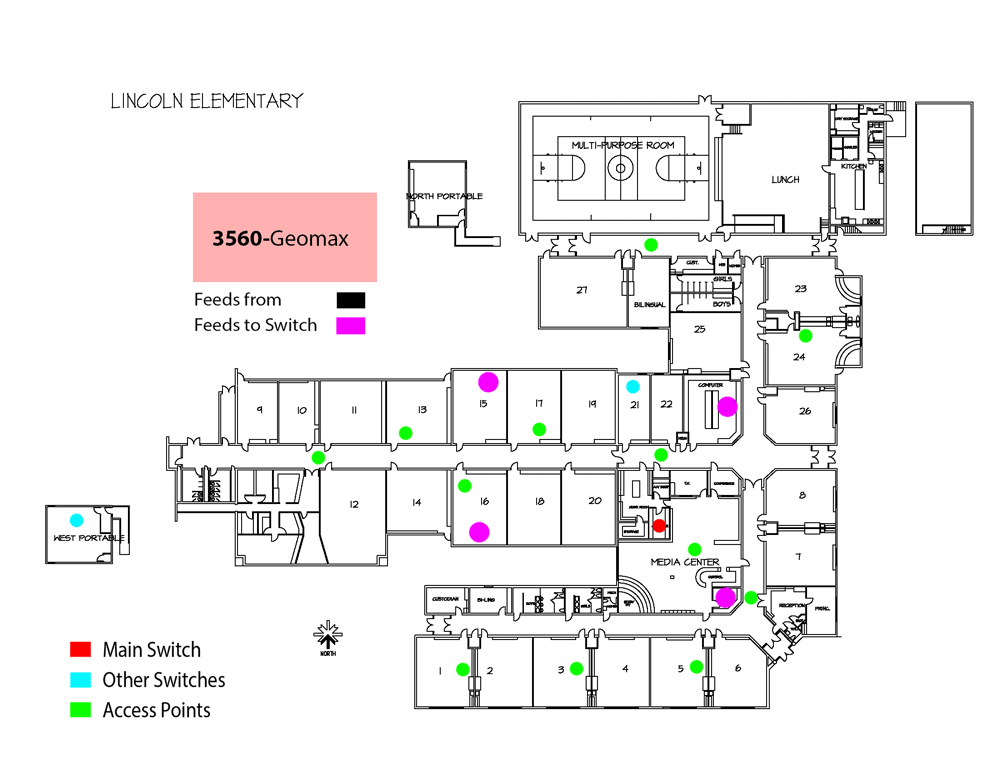 LINCOLN ELEMENTARY
MULTI-PURPOSE ROOM
LUNCH
KITCHEN
NORTH PORTABLE
3560-Geomax
Feeds from
Feeds to Switch
CUST.
GIRLS
BOYS
27
BILINGUAL
25
23
24
9
10
11
13
15
17
19
21
22
COMPUTER
26
12
14
16
18
20
T.V.
CONFERENCE
8
7
WEST PORTABLE
MEDIA CENTER
CONTROL
RECEPTION
PRINC.
CUSTODIAN
BI-LING
1
2
3
4
5
6
NORTH
Main Switch
Other Switches
Access Points